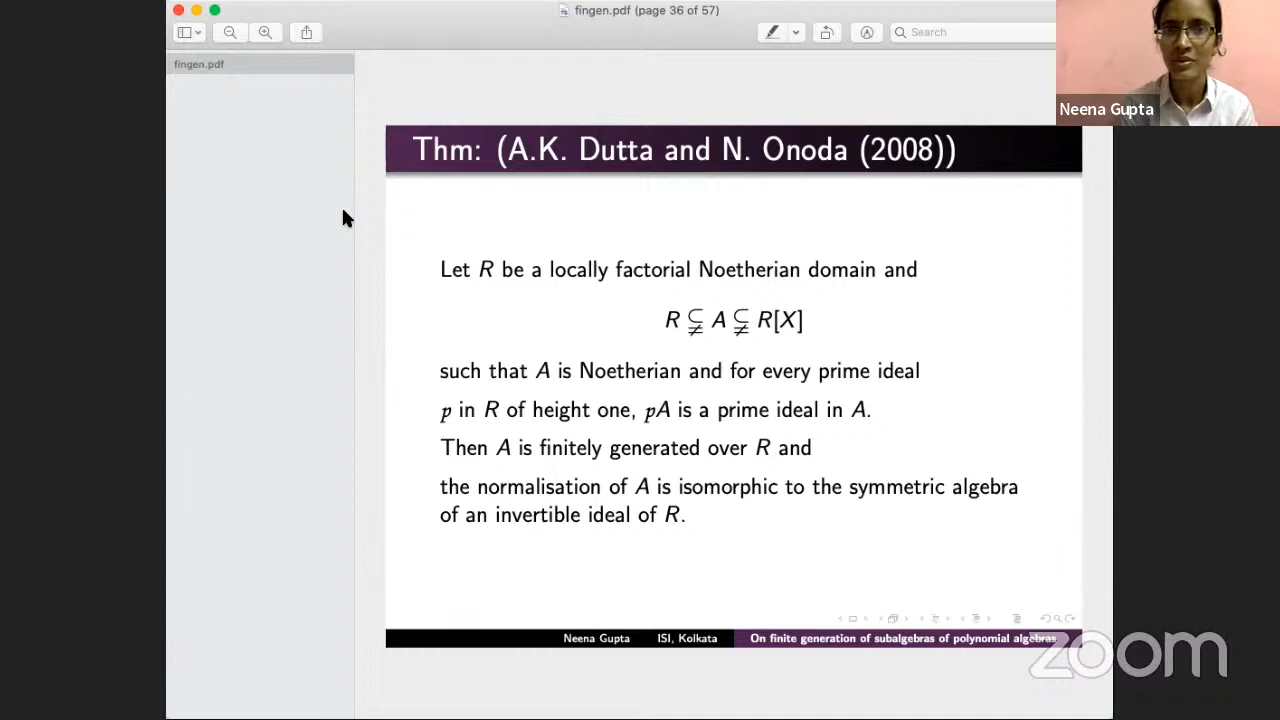 fingen.pdf (page 36 of 57)
Search
fingen.pdf
Neena Gupta
Thm: (A.K. Dutta and N. Onoda (2008))
Let R be a locally factorial Noetherian domain and
R ⊊ A ⊊ R[X]
such that A is Noetherian and for every prime ideal
p in R of height one, pA is a prime ideal in A.
Then A is finitely generated over R and
the normalisation of A is isomorphic to the symmetric algebra
of an invertible ideal of R.
Neena Gupta ISI, Kolkata On finite generation of subalgebras of polynomial algebras
zoom